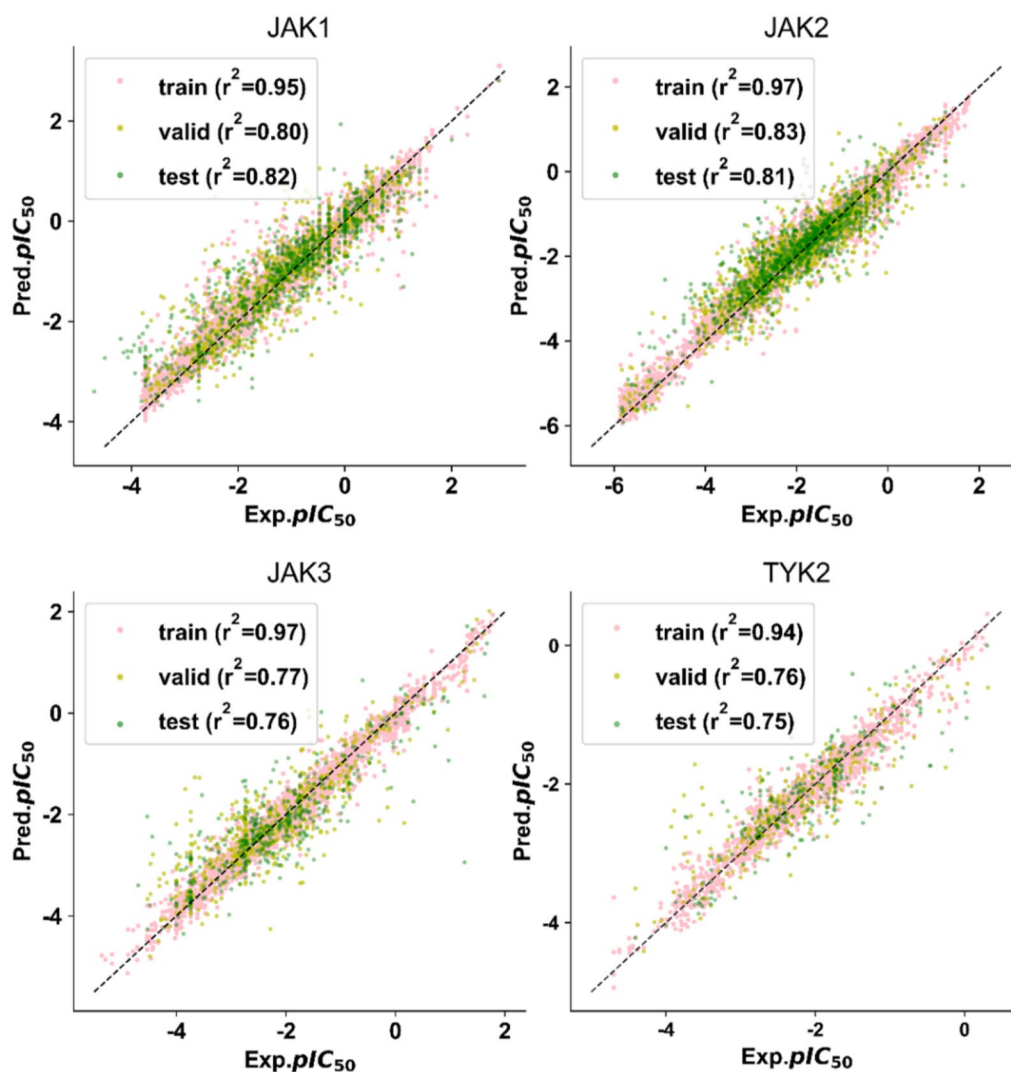 JAK1
train (r²=0.95)
valid (r²=0.80)
test (r²=0.82)
2
0
-2
-4
Pred.pIC₅₀
-4 -2 0 2
Exp.pIC₅₀
JAK2
train (r²=0.97)
valid (r²=0.83)
test (r²=0.81)
2
0
-2
-4
-6
Pred.pIC₅₀
-6 -4 -2 0 2
Exp.pIC₅₀
JAK3
train (r²=0.97)
valid (r²=0.77)
test (r²=0.76)
2
0
-2
-4
Pred.pIC₅₀
-4 -2 0 2
Exp.pIC₅₀
TYK2
train (r²=0.94)
valid (r²=0.76)
test (r²=0.75)
0
-2
-4
Pred.pIC₅₀
-4 -2 0
Exp.pIC₅₀